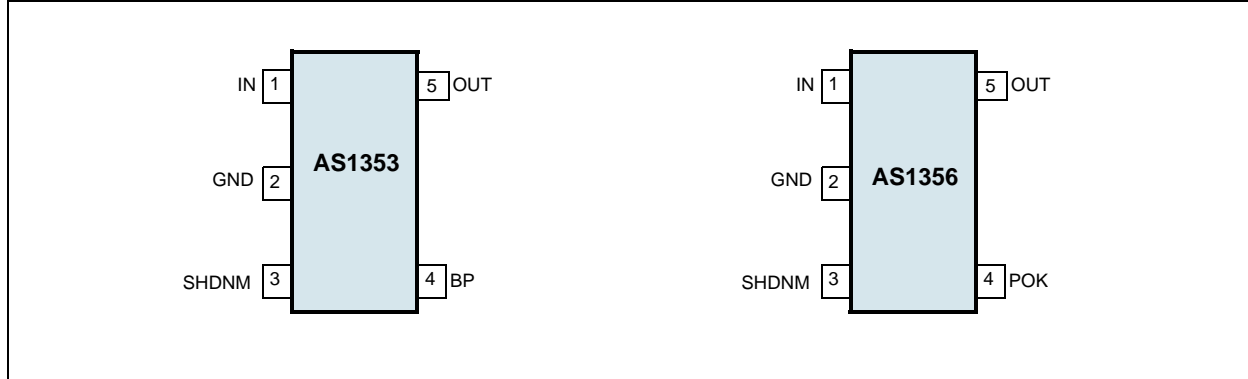 IN 1
5 OUT
AS1353
GND 2
SHDNM 3
4 BP
IN 1
5 OUT
AS1356
GND 2
SHDNM 3
4 POK